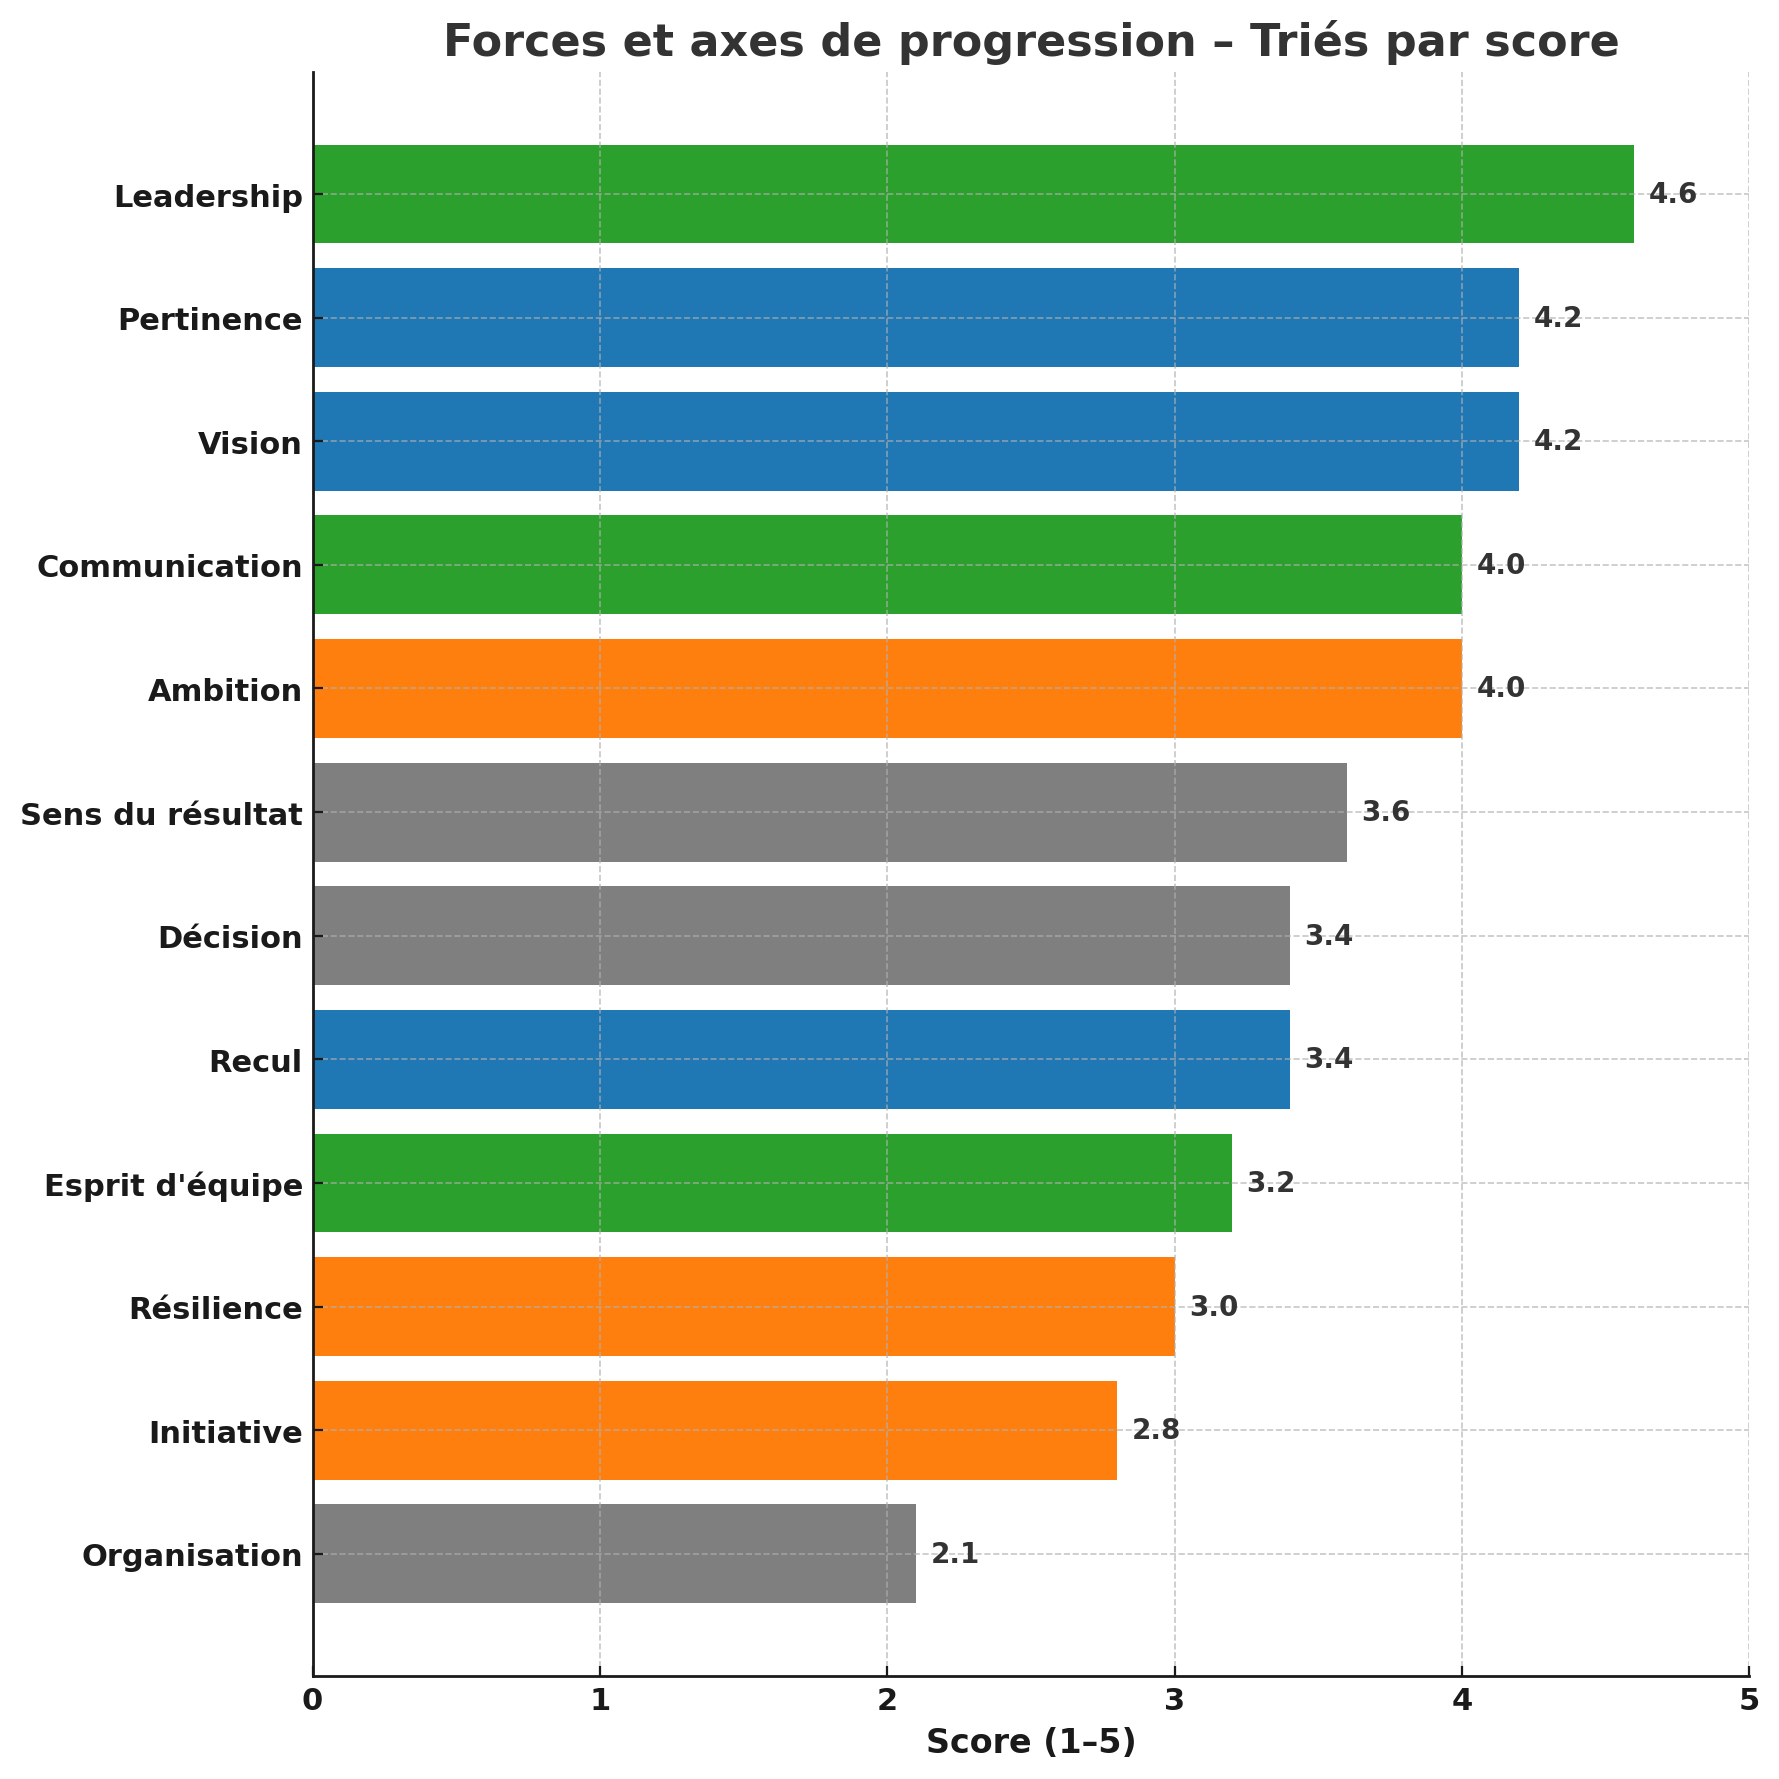 Forces et axes de progression – Triés par score
Leadership 4.6
Pertinence 4.2
Vision 4.2
Communication 4.0
Ambition 4.0
Sens du résultat 3.6
Décision 3.4
Recul 3.4
Esprit d'équipe 3.2
Résilience 3.0
Initiative 2.8
Organisation 2.1
0 1 2 3 4 5
Score (1–5)